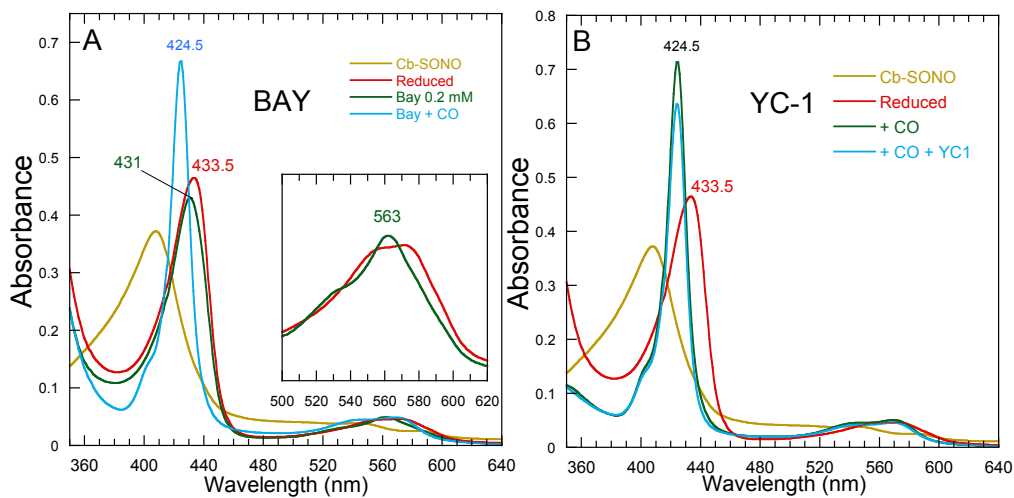 A
424.5
Cb-SONO
Reduced
Bay 0.2 mM
Bay + CO
BAY
431
433.5
563
500 520 540 560 580 600 620
0.7
0.6
0.5
0.4
0.3
0.2
0.1
0
Absorbance
360 400 440 480 520 560 600 640
Wavelength (nm)
B
424.5
Cb-SONO
Reduced
+ CO
+ CO + YC1
YC-1
433.5
0.8
0.7
0.6
0.5
0.4
0.3
0.2
0.1
0
Absorbance
360 400 440 480 520 560 600 640
Wavelength (nm)